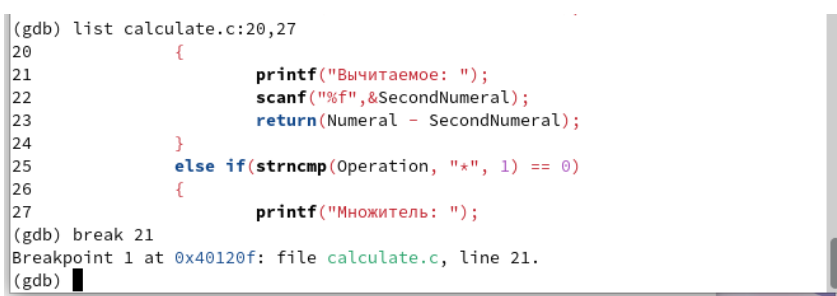 (gdb) list calculate.c:20,27
20 {
21 printf("Вычитаемое: ");
22 scanf("%f",&SecondNumeral);
23 return(Numeral - SecondNumeral);
24 }
25 else if(strncmp(Operation, "*", 1) == 0)
26 {
27 printf("Множитель: ");
(gdb) break 21
Breakpoint 1 at 0x40120f: file calculate.c, line 21.
(gdb)